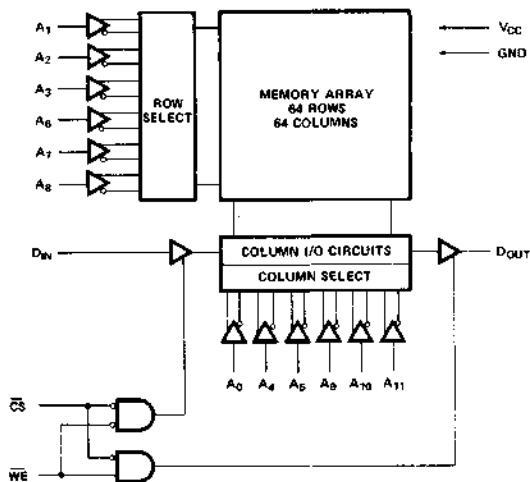 A1
VCC
A2
GND
A3
MEMORY ARRAY
64 ROWS
64 COLUMNS
ROW
SELECT
A6
A7
A8
DIN
COLUMN I/O CIRCUITS
DOUT
COLUMN SELECT
A0 A4 A5 A9 A10 A11
CS
WE